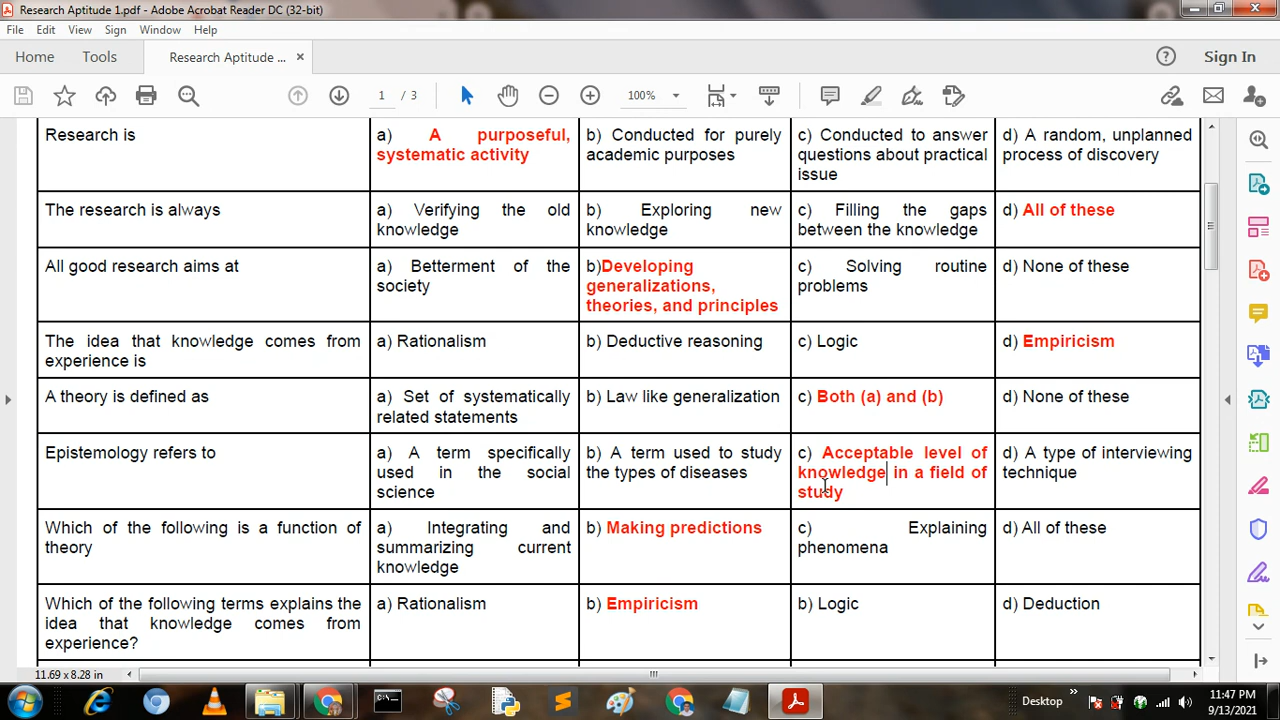 Research Aptitude 1.pdf - Adobe Acrobat Reader DC (32-bit)
File Edit View Sign Window Help
Home Tools Research Aptitude ... × ? Sign In
1 / 3 100%
Research is
a) A purposeful,
systematic activity
b) Conducted for purely
academic purposes
c) Conducted to answer
questions about practical
issue
d) A random, unplanned
process of discovery
The research is always
a) Verifying the old
knowledge
b) Exploring new
knowledge
c) Filling the gaps
between the knowledge
d) All of these
All good research aims at
a) Betterment of the
society
b)Developing
generalizations,
theories, and principles
c) Solving routine
problems
d) None of these
The idea that knowledge comes from
experience is
a) Rationalism
b) Deductive reasoning
c) Logic
d) Empiricism
A theory is defined as
a) Set of systematically
related statements
b) Law like generalization
c) Both (a) and (b)
d) None of these
Epistemology refers to
a) A term specifically
used in the social
science
b) A term used to study
the types of diseases
c) Acceptable level of
knowledge in a field of
study
d) A type of interviewing
technique
Which of the following is a function of
theory
a) Integrating and
summarizing current
knowledge
b) Making predictions
c) Explaining
phenomena
d) All of these
Which of the following terms explains the
idea that knowledge comes from
experience?
a) Rationalism
b) Empiricism
b) Logic
d) Deduction
11.69 x 8.28 in
Desktop
11:47 PM
9/13/2021